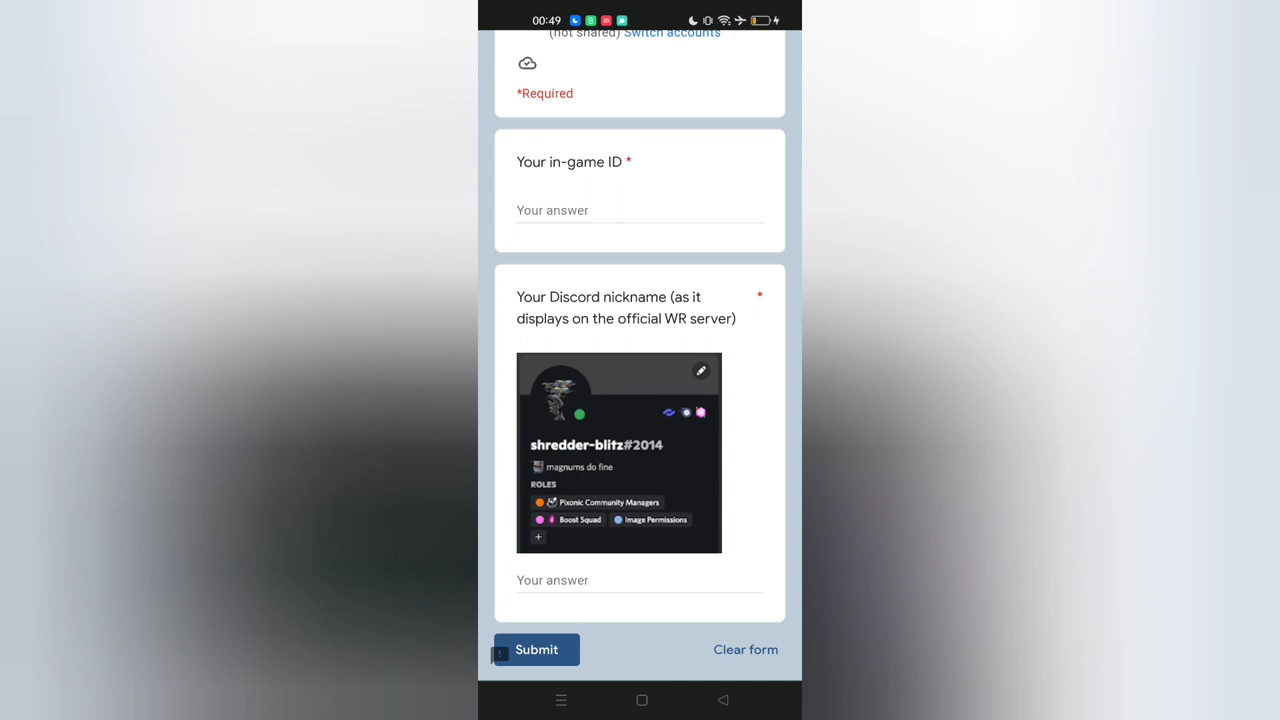 00:49
(not shared) Switch accounts
*Required
Your in-game ID *
Your answer
Your Discord nickname (as it *
displays on the official WR server)
shredder-blitz#2014
magnums do fine
ROLES
Pixonic Community Managers
Boost Squad Image Permissions
+
Your answer
Submit Clear form